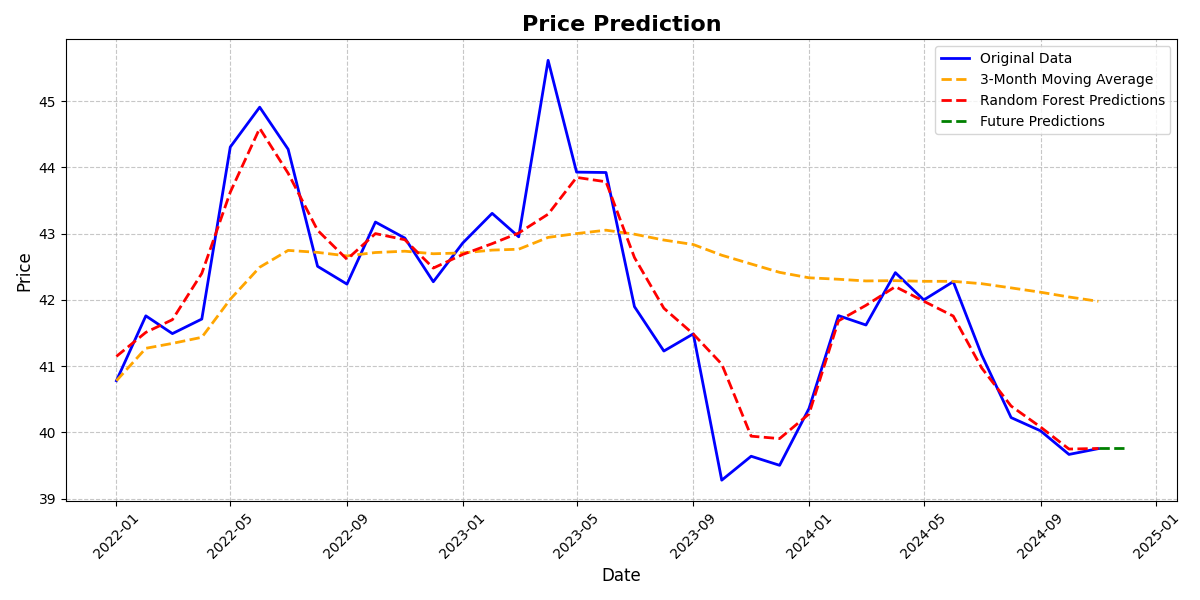 Price Prediction
Original Data
3-Month Moving Average
Random Forest Predictions
Future Predictions
Price
45
44
43
42
41
40
39
2022-01
2022-05
2022-09
2023-01
2023-05
2023-09
2024-01
2024-05
2024-09
2025-01
Date